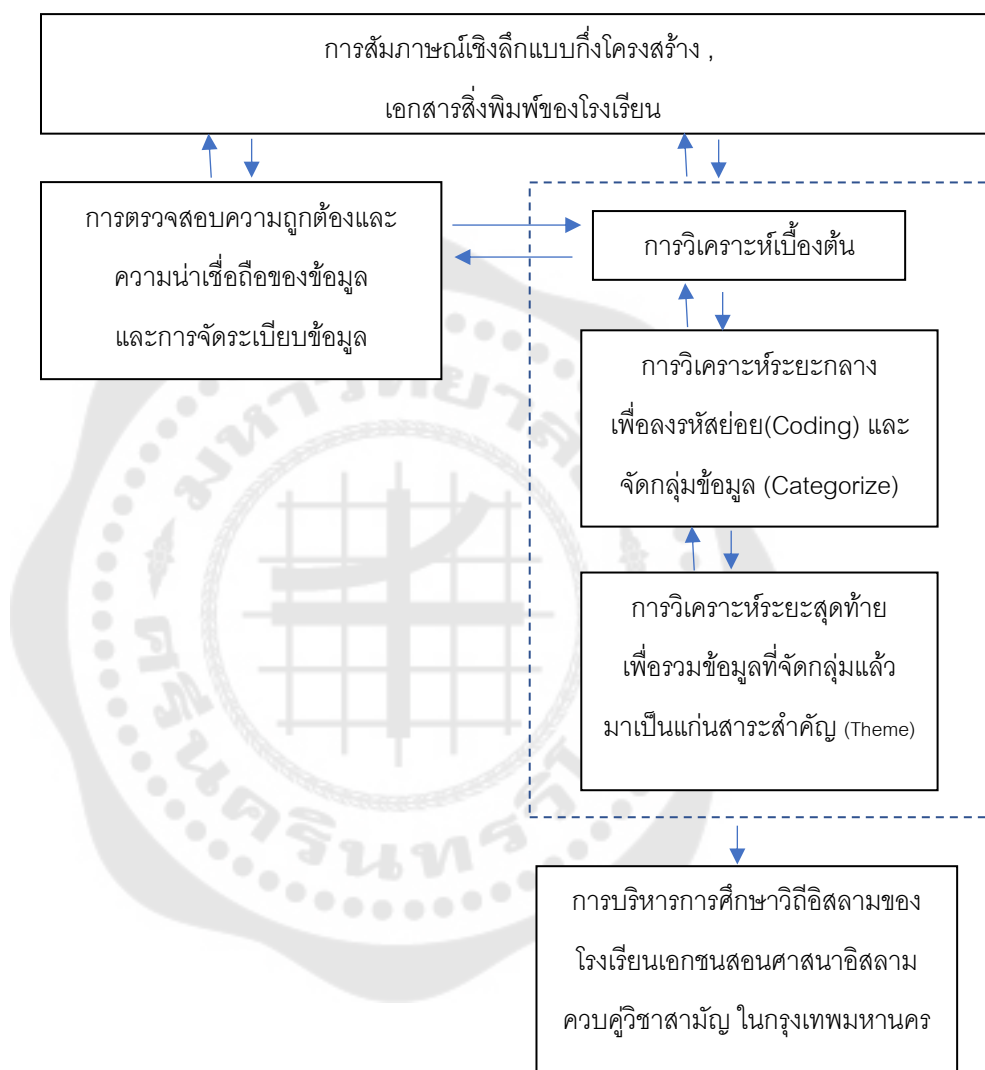 การสัมภาษณ์เชิงลึกแบบกึ่งโครงสร้าง ,
เอกสารสิ่งพิมพ์ของโรงเรียน
การตรวจสอบความถูกต้องและ
ความน่าเชื่อถือของข้อมูล
และการจัดระเบียบข้อมูล
การวิเคราะห์เบื้องต้น
การวิเคราะห์ระยะกลาง
เพื่อลงรหัสย่อย(Coding) และ
จัดกลุ่มข้อมูล (Categorize)
การวิเคราะห์ระยะสุดท้าย
เพื่อรวมข้อมูลที่จัดกลุ่มแล้ว
มาเป็นแก่นสาระสำคัญ (Theme)
การบริหารการศึกษาวิถีอิสลามของ
โรงเรียนเอกชนสอนศาสนาอิสลาม
ควบคู่วิชาสามัญ ในกรุงเทพมหานคร